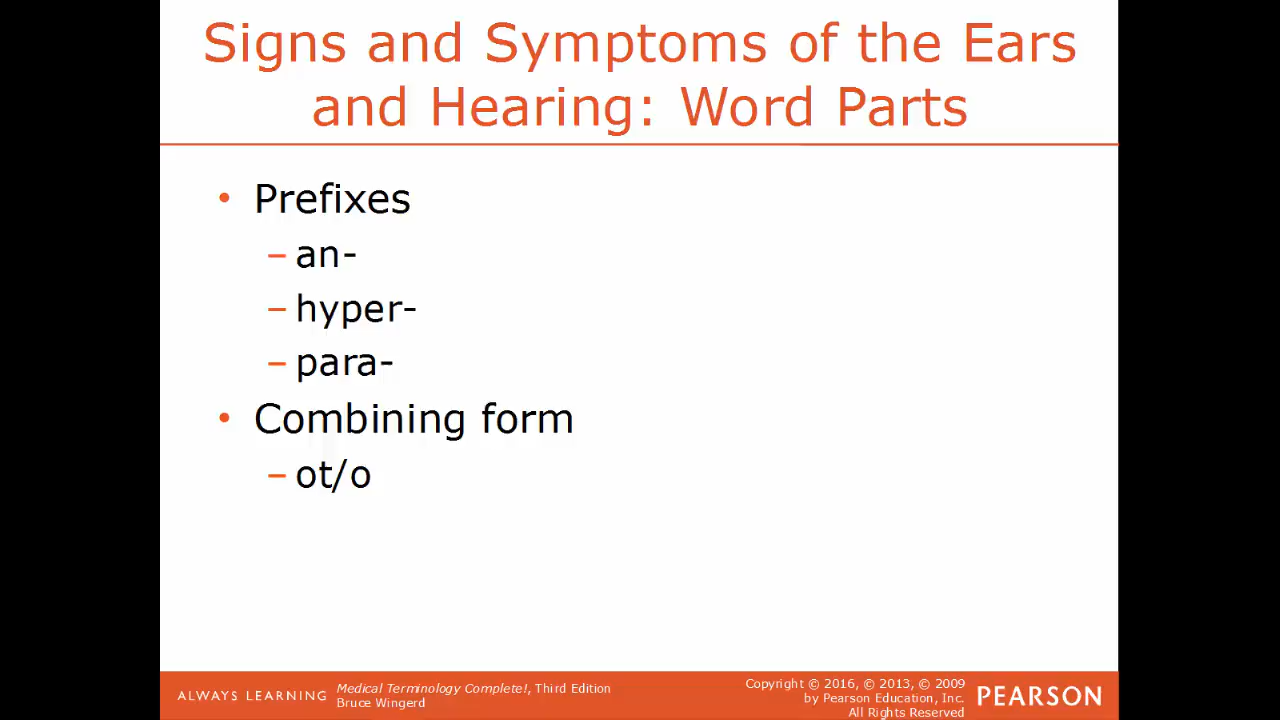 Signs and Symptoms of the Ears
and Hearing: Word Parts
• Prefixes
– an-
– hyper-
– para-
• Combining form
– ot/o
ALWAYS LEARNING
Medical Terminology Complete!, Third Edition
Bruce Wingerd
Copyright © 2016, © 2013, © 2009
by Pearson Education, Inc.
All Rights Reserved
PEARSON